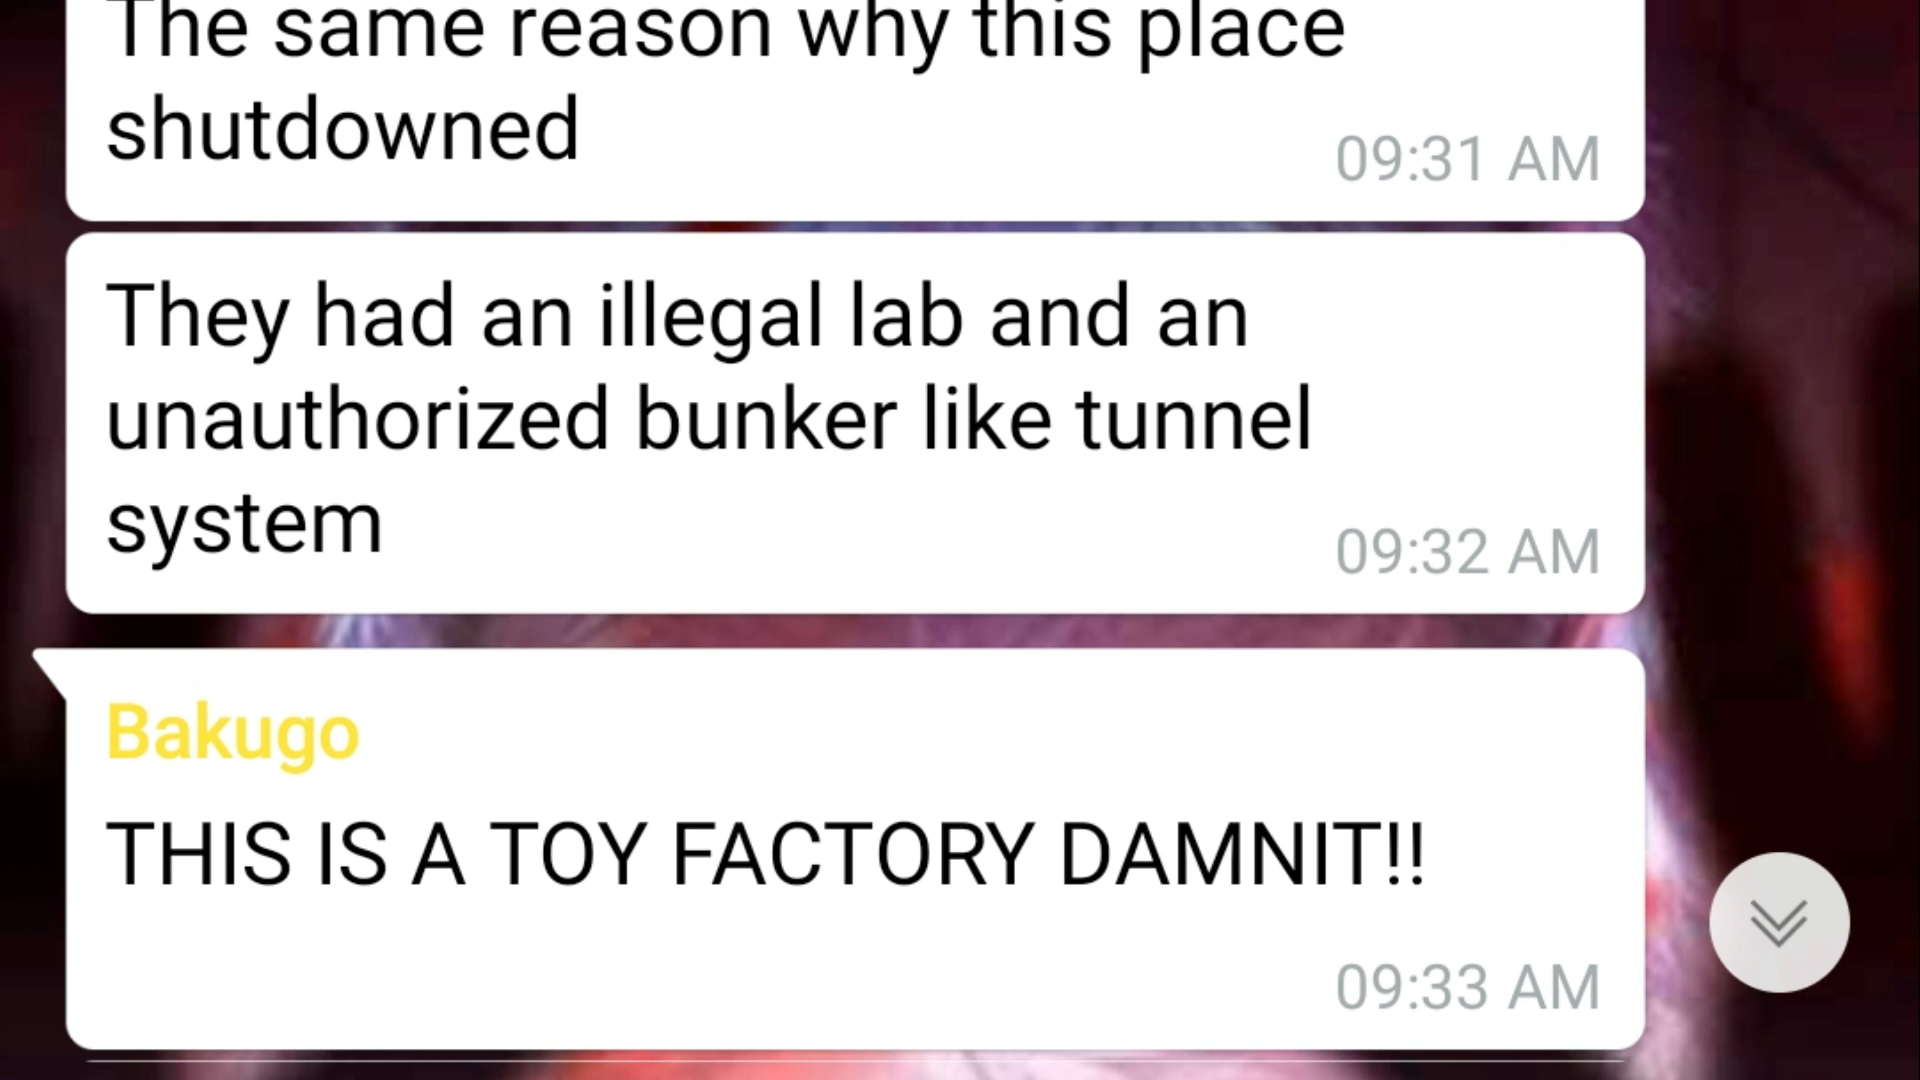 The same reason why this place
shutdowned
09:31 AM
They had an illegal lab and an
unauthorized bunker like tunnel
system
09:32 AM
Bakugo
THIS IS A TOY FACTORY DAMNIT!!
09:33 AM